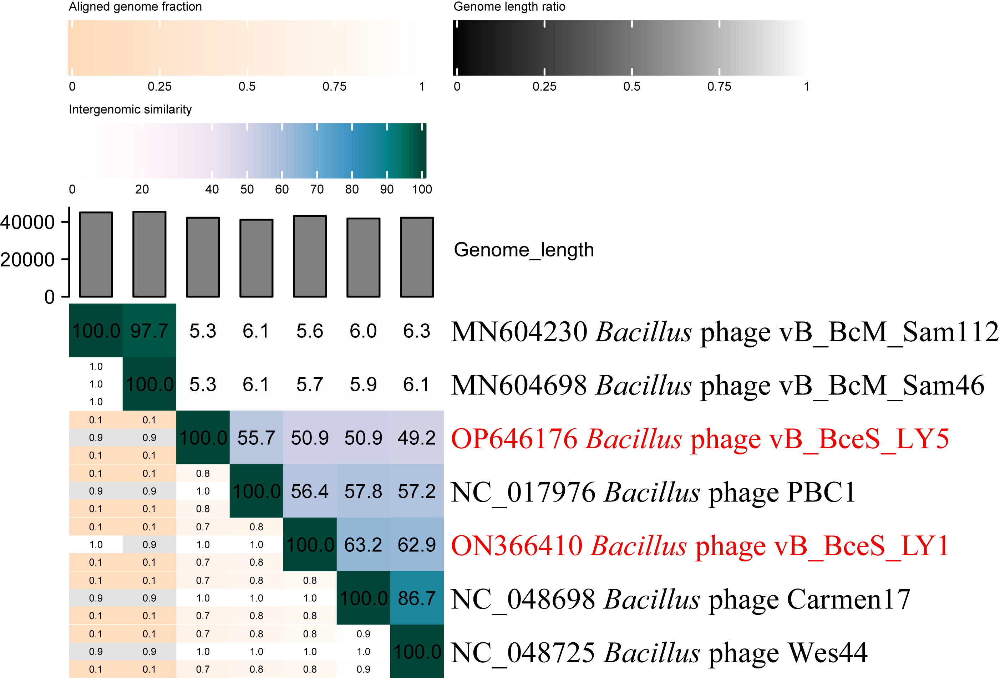 Aligned genome fraction
Genome length ratio
0 0.25 0.5 0.75 1
0 0.25 0.5 0.75 1
Intergenomic similarity
0 20 40 50 60 70 80 90 100
40000
20000
0
Genome_length
100.0 97.7 5.3 6.1 5.6 6.0 6.3 MN604230 Bacillus phage vB_BcM_Sam112
1.0
1.0 100.0 5.3 6.1 5.7 5.9 6.1 MN604698 Bacillus phage vB_BcM_Sam46
1.0
0.1 0.1
0.9 0.9 100.0 55.7 50.9 50.9 49.2 OP646176 Bacillus phage vB_BceS_LY5
0.1 0.1
0.1 0.1 0.8
0.9 0.9 1.0 100.0 56.4 57.8 57.2 NC_017976 Bacillus phage PBC1
0.1 0.1 0.8
0.1 0.1 0.7 0.8
1.0 0.9 1.0 1.0 100.0 63.2 62.9 ON366410 Bacillus phage vB_BceS_LY1
0.1 0.1 0.7 0.8
0.1 0.1 0.7 0.8 0.8
0.9 0.9 1.0 1.0 1.0 100.0 86.7 NC_048698 Bacillus phage Carmen17
0.1 0.1 0.7 0.8 0.8
0.1 0.1 0.7 0.8 0.8 0.9
0.9 0.9 1.0 1.0 1.0 1.0 100.0 NC_048725 Bacillus phage Wes44
0.1 0.1 0.7 0.8 0.8 0.9